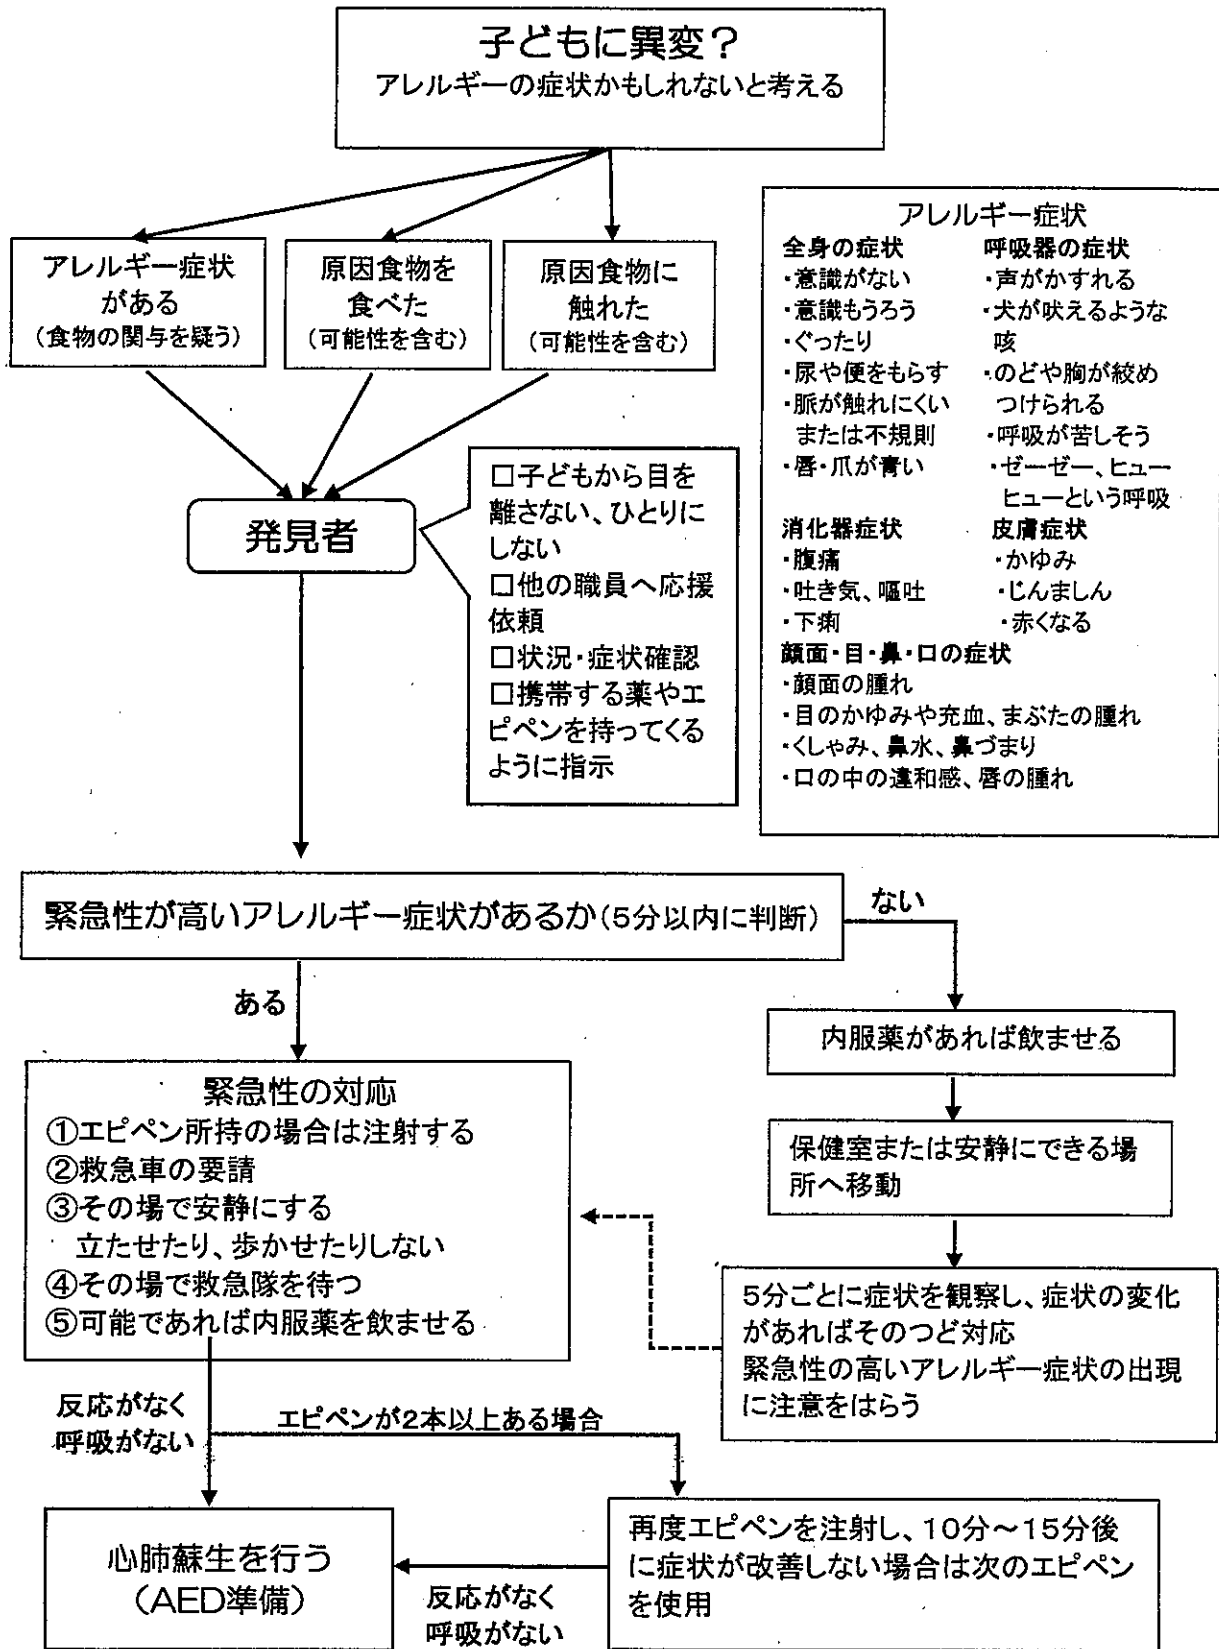 子どもに異変？
アレルギーの症状かもしれないと考える
アレルギー症状
がある
（食物の関与を疑う）
原因食物を
食べた
（可能性を含む）
原因食物に
触れた
（可能性を含む）
アレルギー症状
全身の症状
・意識がない
・意識もうろう
・ぐったり
・尿や便をもらす
・脈が触れにくい
または不規則
・唇・爪が青い
呼吸器の症状
・声がかすれる
・犬が吠えるような
咳
・のどや胸が絞め
つけられる
・呼吸が苦しそう
・ゼーゼー、ヒュー
ヒューという呼吸
消化器症状
・腹痛
・吐き気、嘔吐
・下痢
皮膚症状
・かゆみ
・じんましん
・赤くなる
顔面・目・鼻・口の症状
・顔面の腫れ
・目のかゆみや充血、まぶたの腫れ
・くしゃみ、鼻水、鼻づまり
・口の中の違和感、唇の腫れ
発見者
□子どもから目を
離さない、ひとりに
しない
□他の職員へ応援
依頼
□状況・症状確認
□携帯する薬やエ
ピペンを持ってくる
ように指示
緊急性が高いアレルギー症状があるか（５分以内に判断）
ない
ある
内服薬があれば飲ませる
保健室または安静にできる場
所へ移動
５分ごとに症状を観察し、症状の変化
があればそのつど対応
緊急性の高いアレルギー症状の出現
に注意をはらう
緊急性の対応
①エピペン所持の場合は注射する
②救急車の要請
③その場で安静にする
立たせたり、歩かせたりしない
④その場で救急隊を待つ
⑤可能であれば内服薬を飲ませる
反応がなく
呼吸がない
エピペンが２本以上ある場合
心肺蘇生を行う
（AED準備）
反応がなく
呼吸がない
再度エピペンを注射し、１０分～１５分後
に症状が改善しない場合は次のエピペン
を使用